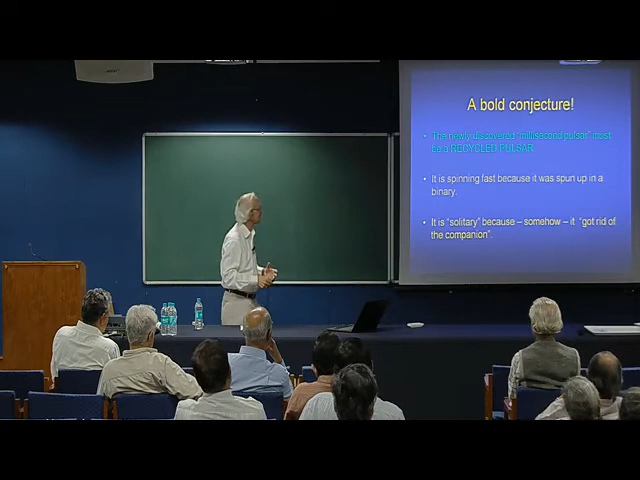 A bold conjecture!
• The newly discovered "millisecond pulsar" must
be a RECYCLED PULSAR.
• It is spinning fast because it was spun up in a
binary.
• It is "solitary" because – somehow – it "got rid of
the companion".